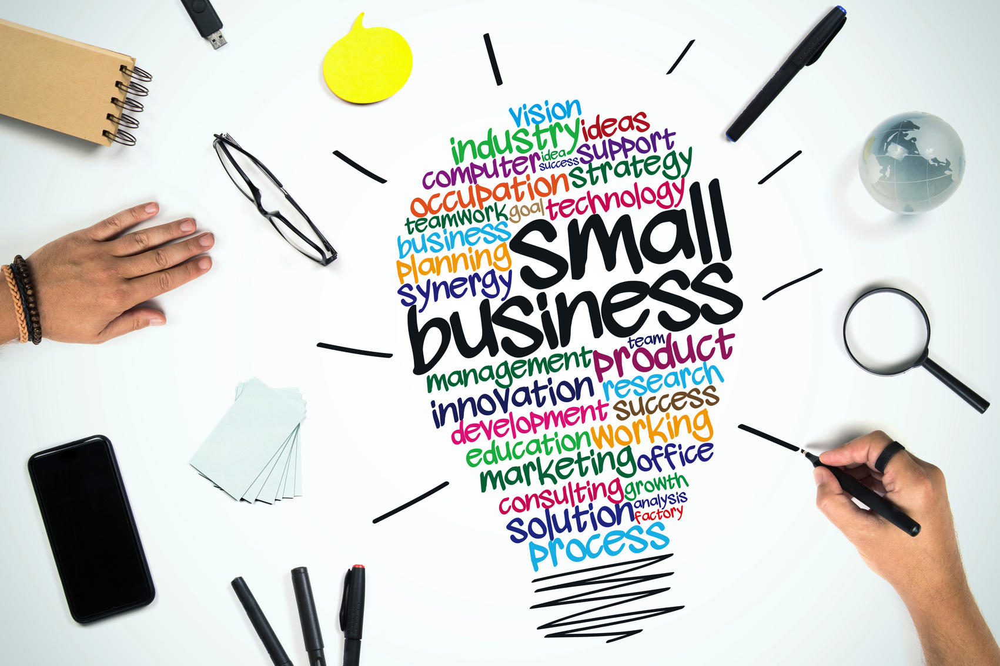 vision
industry ideas
computer idea support
success
occupation strategy
teamwork goal technology
business small
planning
synergy
business
team
management product
innovation research
development success
education working
marketing office
consulting growth
solution analysis
factory
process